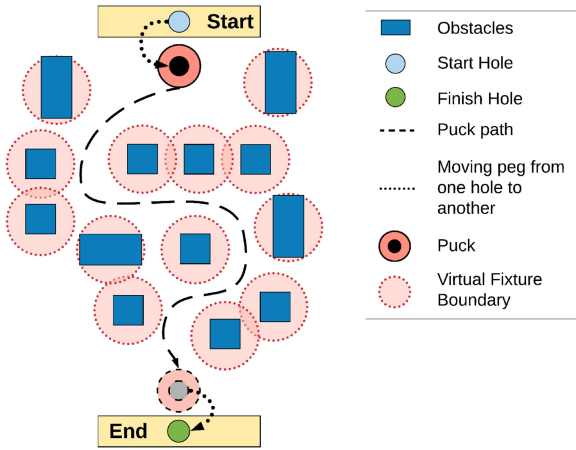 Start
Obstacles
Start Hole
Finish Hole
Puck path
Moving peg from
one hole to
another
Puck
Virtual Fixture
Boundary
End